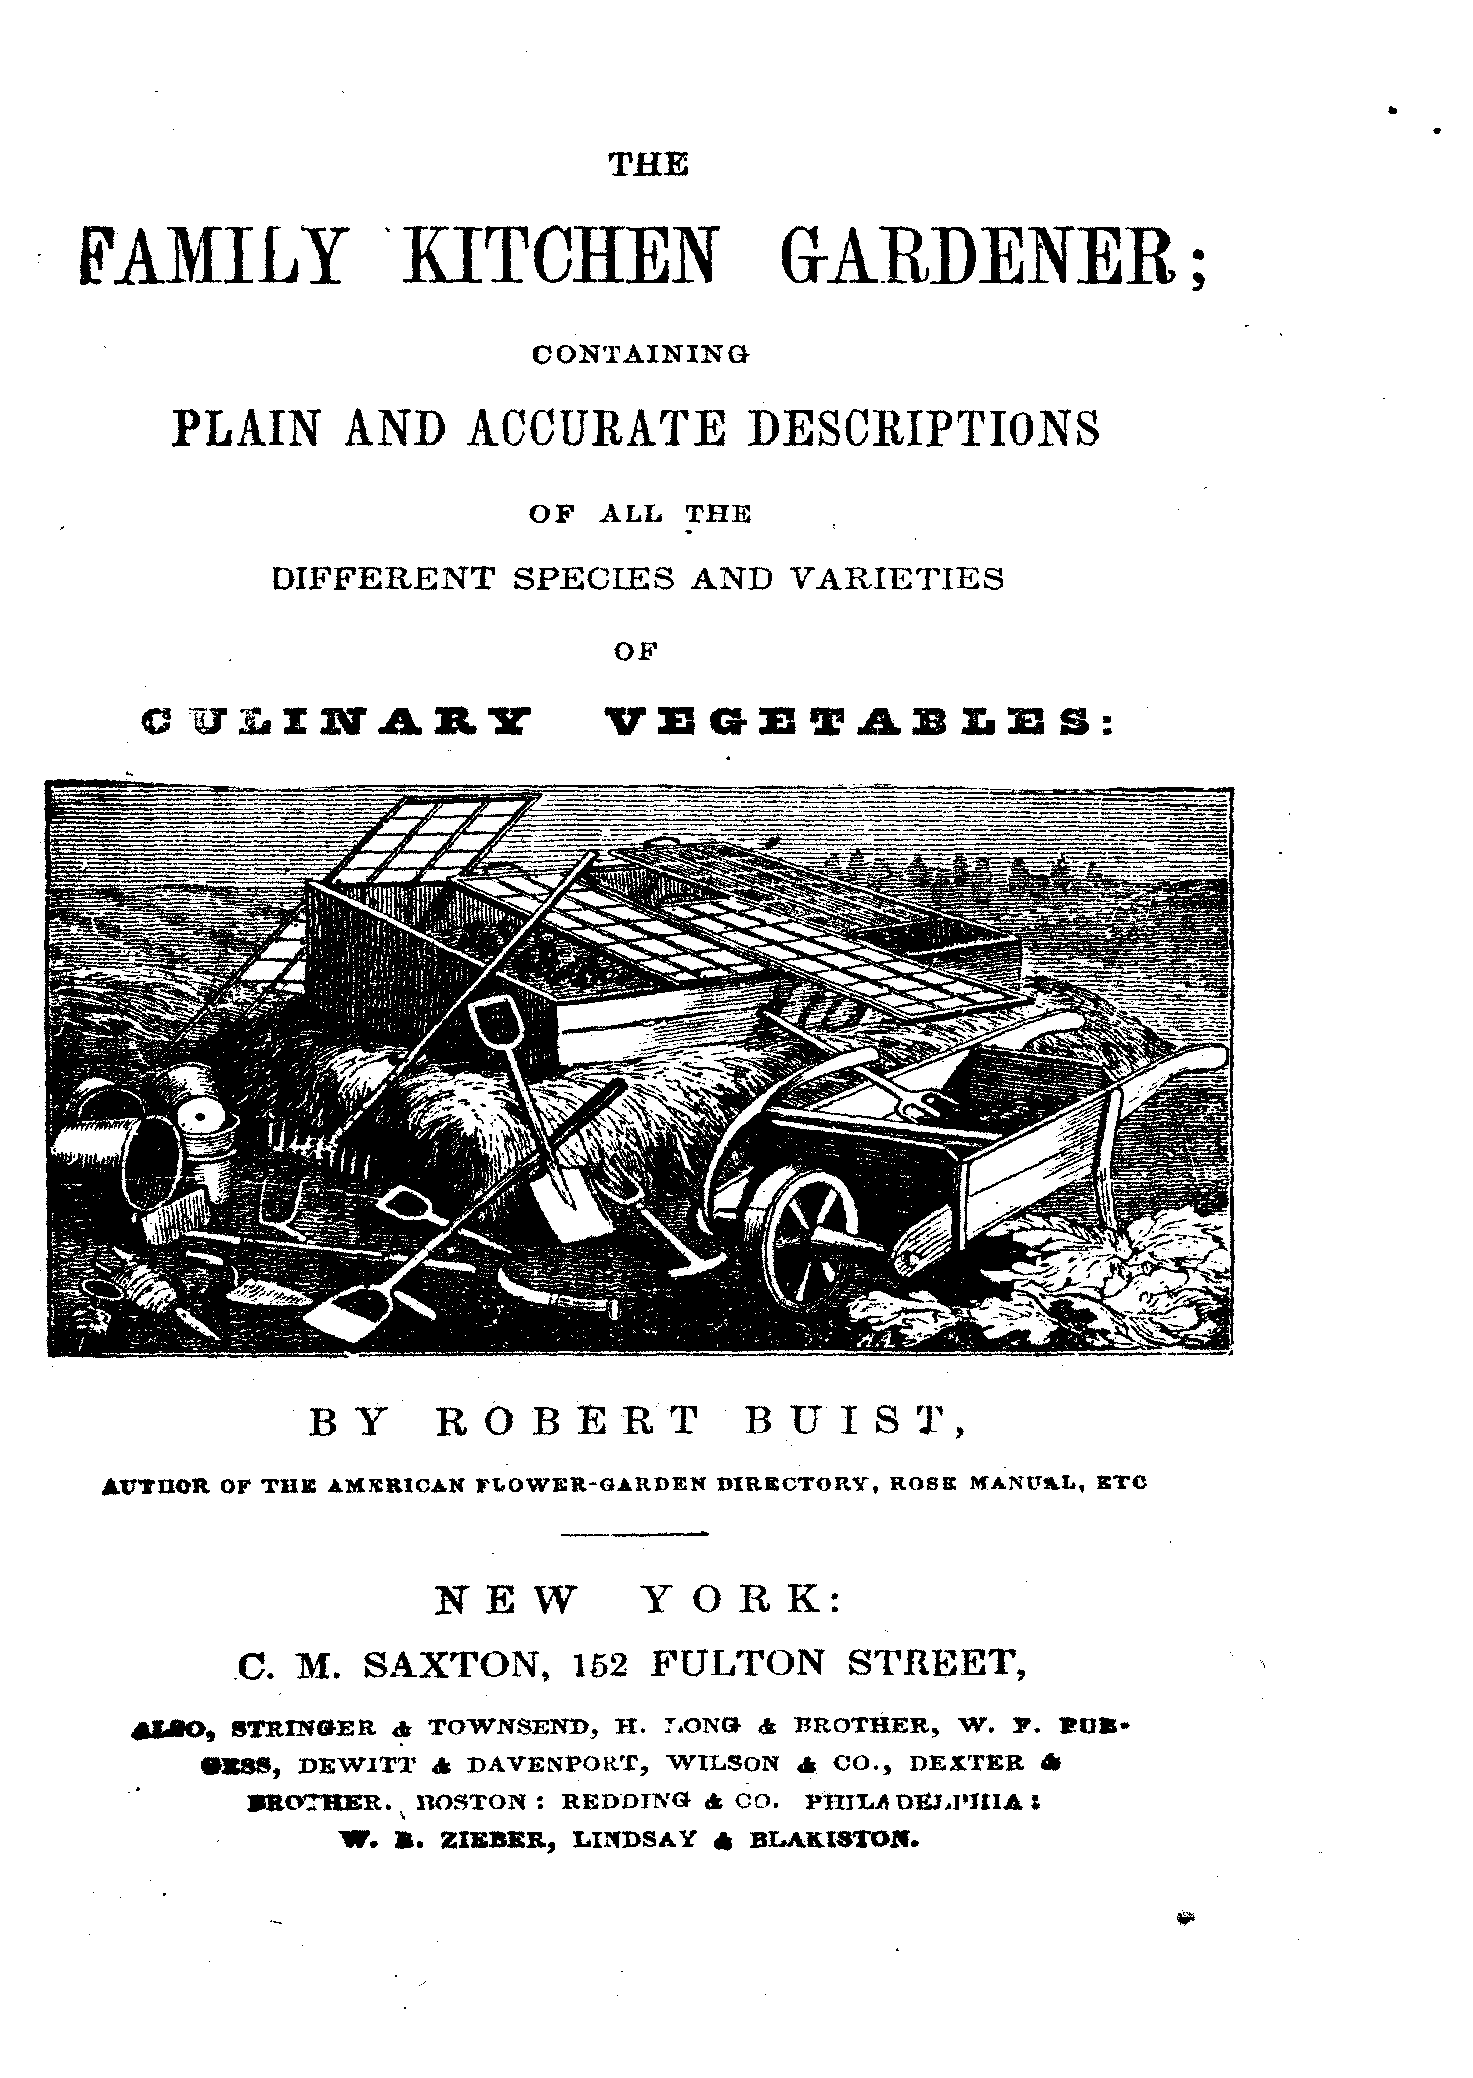 THE
FAMILY KITCHEN GARDENER;
CONTAINING
PLAIN AND ACCURATE DESCRIPTIONS
OF ALL THE
DIFFERENT SPECIES AND VARIETIES
OF
CULINARY VEGETABLES:
H.L
BY ROBERT BUIST,
AUTHOR OF THE AMERICAN FLOWER-GARDEN DIRECTORY, ROSE MANUAL, ETC
NEW YORK:
C. M. SAXTON, 152 FULTON STREET,
ALSO, STRINGER & TOWNSEND, H. LONG & BROTHER, W. F. BUR-
GESS, DEWITT & DAVENPORT, WILSON & CO., DEXTER &
BROTHER. BOSTON: REDDING & CO. PHILADELPHIA:
W. B. ZIEBER, LINDSAY & BLAKISTON.